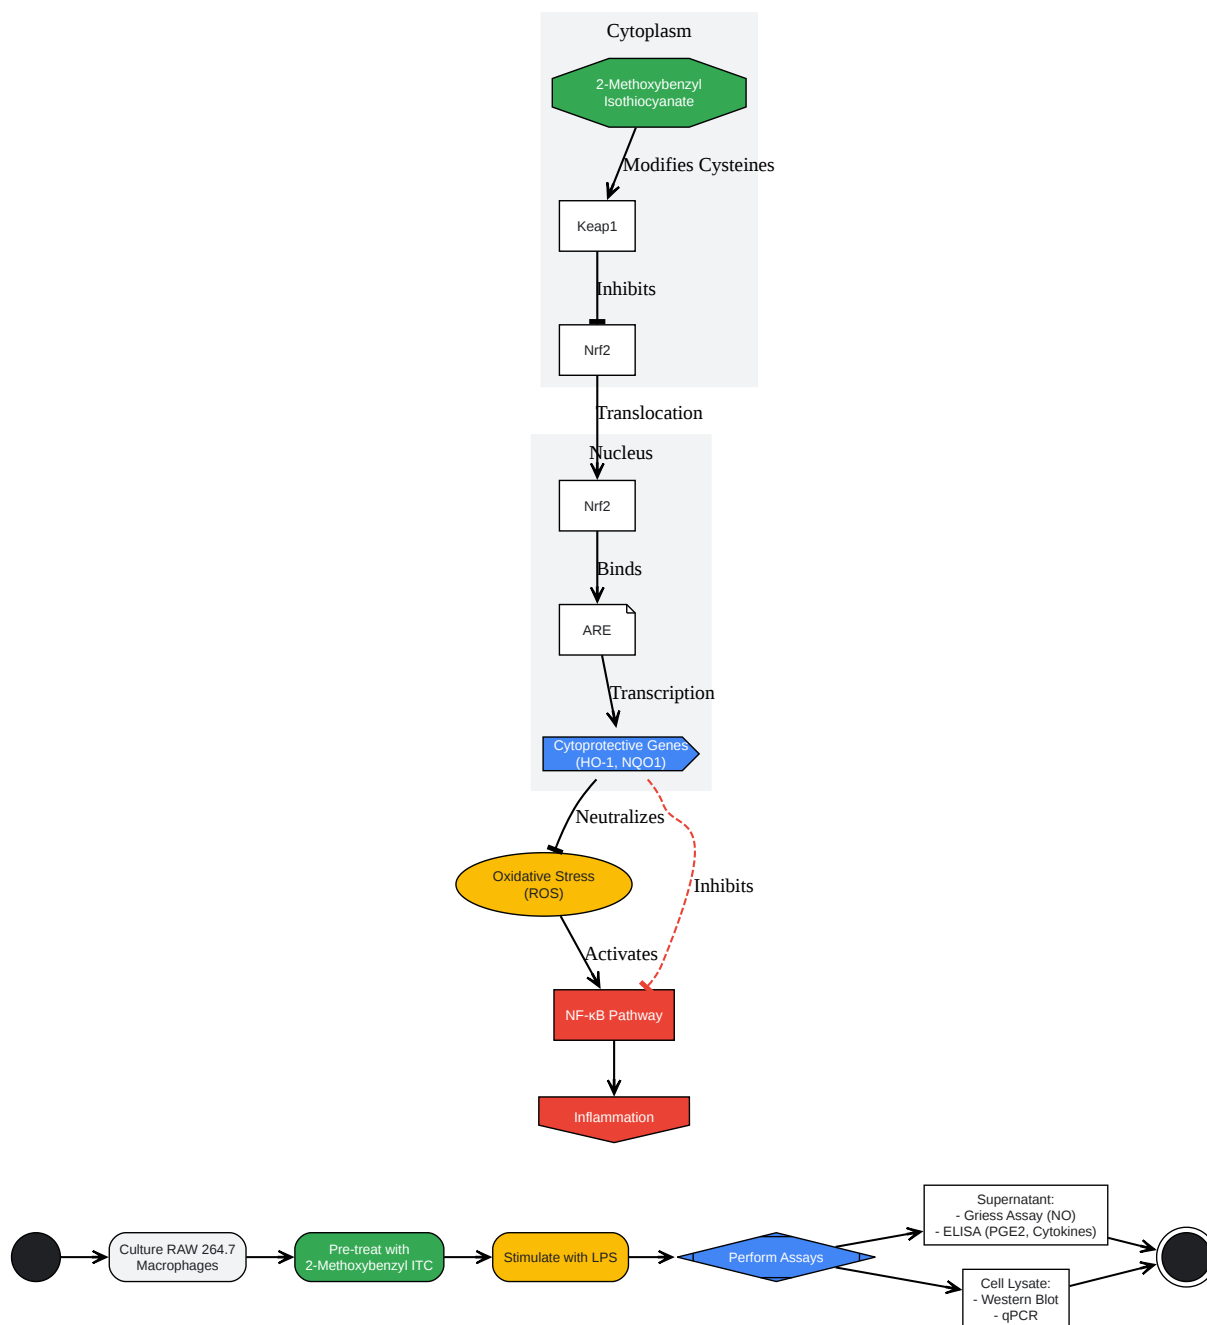 Cytoplasm
2-Methoxybenzyl
Isothiocyanate
Modifies Cysteines
Keap1
Inhibits
Nrf2
Translocation
Nucleus
Nrf2
Binds
ARE
Transcription
Cytoprotective Genes
(HO-1, NQO1)
Neutralizes
Oxidative Stress
(ROS)
Inhibits
Activates
NF-κB Pathway
Inflammation
Culture RAW 264.7
Macrophages
Pre-treat with
2-Methoxybenzyl ITC
Stimulate with LPS
Perform Assays
Supernatant:
- Griess Assay (NO)
- ELISA (PGE2, Cytokines)
Cell Lysate:
- Western Blot
- qPCR